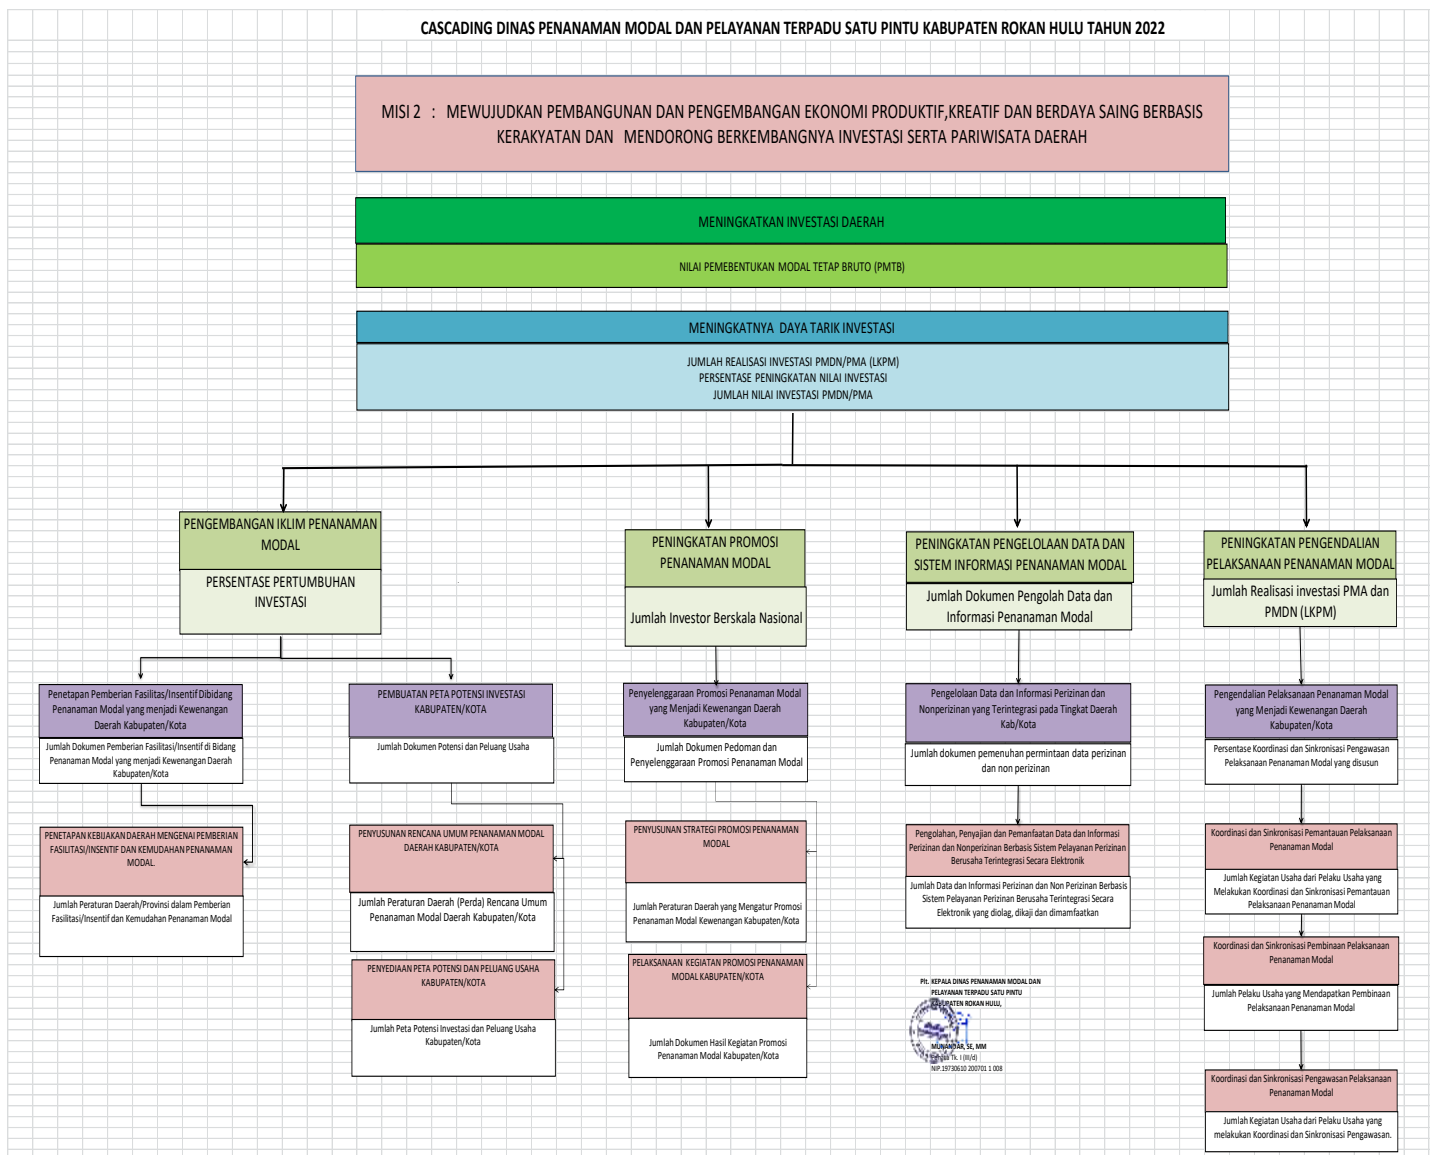 CASCADING DINAS PENANAMAN MODAL DAN PELAYANAN TERPADU SATU PINTU KABUPATEN ROKAN HULU TAHUN 2022
MISI 2 : MEWUJUDKAN PEMBANGUNAN DAN PENGEMBANGAN EKONOMI PRODUKTIF,KREATIF DAN BERDAYA SAING BERBASIS
KERAKYATAN DAN MENDORONG BERKEMBANGNYA INVESTASI SERTA PARIWISATA DAERAH
MENINGKATKAN INVESTASI DAERAH
NILAI PEMEBENTUKAN MODAL TETAP BRUTO (PMTB)
MENINGKATNYA DAYA TARIK INVESTASI
JUMLAH REALISASI INVESTASI PMDN/PMA (LKPM)
PERSENTASE PENINGKATAN NILAI INVESTASI
JUMLAH NILAI INVESTASI PMDN/PMA
PENGEMBANGAN IKLIM PENANAMAN
MODAL
PERSENTASE PERTUMBUHAN
INVESTASI
PENINGKATAN PROMOSI
PENANAMAN MODAL
Jumlah Investor Berskala Nasional
PENINGKATAN PENGELOLAAN DATA DAN
SISTEM INFORMASI PENANAMAN MODAL
Jumlah Dokumen Pengolah Data dan
Informasi Penanaman Modal
PENINGKATAN PENGENDALIAN
PELAKSANAAN PENANAMAN MODAL
Jumlah Realisasi investasi PMA dan
PMDN (LKPM)
Penetapan Pemberian Fasilitas/Insentif Dibidang
Penanaman Modal yang menjadi Kewenangan
Daerah Kabupaten/Kota
Jumlah Dokumen Pemberian Fasilitas/Insentif di Bidang
Penanaman Modal yang menjadi Kewenangan Daerah
Kabupaten/Kota
PEMBUATAN PETA POTENSI INVESTASI
KABUPATEN/KOTA
Jumlah Dokumen Potensi dan Peluang Usaha
Penyelenggaraan Promosi Penanaman Modal
yang Menjadi Kewenangan Daerah
Kabupaten/Kota
Jumlah Dokumen Pedoman dan
Penyelenggaraan Promosi Penanaman Modal
Pengelolaan Data dan Informasi Perizinan dan
Nonperizinan yang Terintegrasi pada Tingkat Daerah
Kab/Kota
Jumlah dokumen pemenuhan permintaan data perizinan
dan non perizinan
Pengendalian Pelaksanaan Penanaman Modal
yang Menjadi Kewenangan Daerah
Kabupaten/Kota
Persentase Koordinasi dan Sinkronisasi Pengawasan
Pelaksanaan Penanaman Modal yang disusun
PENETAPAN KEBIJAKAN DAERAH MENGENAI PEMBERIAN
FASILITASI/INSENTIF DAN KEMUDAHAN PENANAMAN
MODAL.
Jumlah Peraturan Daerah/Provinsi dalam Pemberian
Fasilitasi/Insentif dan Kemudahan Penanaman Modal
PENYUSUNAN RENCANA UMUM PENANAMAN MODAL
DAERAH KABUPATEN/KOTA
Jumlah Peraturan Daerah (Perda) Rencana Umum
Penanaman Modal Daerah Kabupaten/Kota
PENYEDIAAN PETA POTENSI DAN PELUANG USAHA
KABUPATEN/KOTA
Jumlah Peta Potensi Investasi dan Peluang Usaha
Kabupaten/Kota
PENYUSUNAN STRATEGI PROMOSI PENANAMAN
MODAL
Jumlah Peraturan Daerah yang Mengatur Promosi
Penanaman Modal Kewenangan Kabupaten/Kota
PELAKSANAAN KEGIATAN PROMOSI PENANAMAN
MODAL KABUPATEN/KOTA
Jumlah Dokumen Hasil Kegiatan Promosi
Penanaman Modal Kabupaten/Kota
Pengolahan, Penyajian dan Pemanfaatan Data dan Informasi
Perizinan dan Nonperizinan Berbasis Sistem Pelayanan Perizinan
Berusaha Terintegrasi Secara Elektronik
Jumlah Data dan Informasi Perizinan dan Non Perizinan Berbasis
Sistem Pelayanan Perizinan Berusaha Terintegrasi Secara
Elektronik yang diolag, dikaji dan dimamfaatkan
Koordinasi dan Sinkronisasi Pemantauan Pelaksanaan
Penanaman Modal
Jumlah Kegiatan Usaha dari Pelaku Usaha yang
Melakukan Koordinasi dan Sinkronisasi Pemantauan
Pelaksanaan Penanaman Modal
Koordinasi dan Sinkronisasi Pembinaan Pelaksanaan
Penanaman Modal
Jumlah Pelaku Usaha yang Mendapatkan Pembinaan
Pelaksanaan Penanaman Modal
Koordinasi dan Sinkronisasi Pengawasan Pelaksanaan
Penanaman Modal
Jumlah Kegiatan Usaha dari Pelaku Usaha yang
melakukan Koordinasi dan Sinkronisasi Pengawasan.
Plt. KEPALA DINAS PENANAMAN MODAL DAN
PELAYANAN TERPADU SATU PINTU
KABUPATEN ROKAN HULU,
MUNANDAR, SE, MM
Tk. I (III/d)
NIP.19730610 200701 1 008